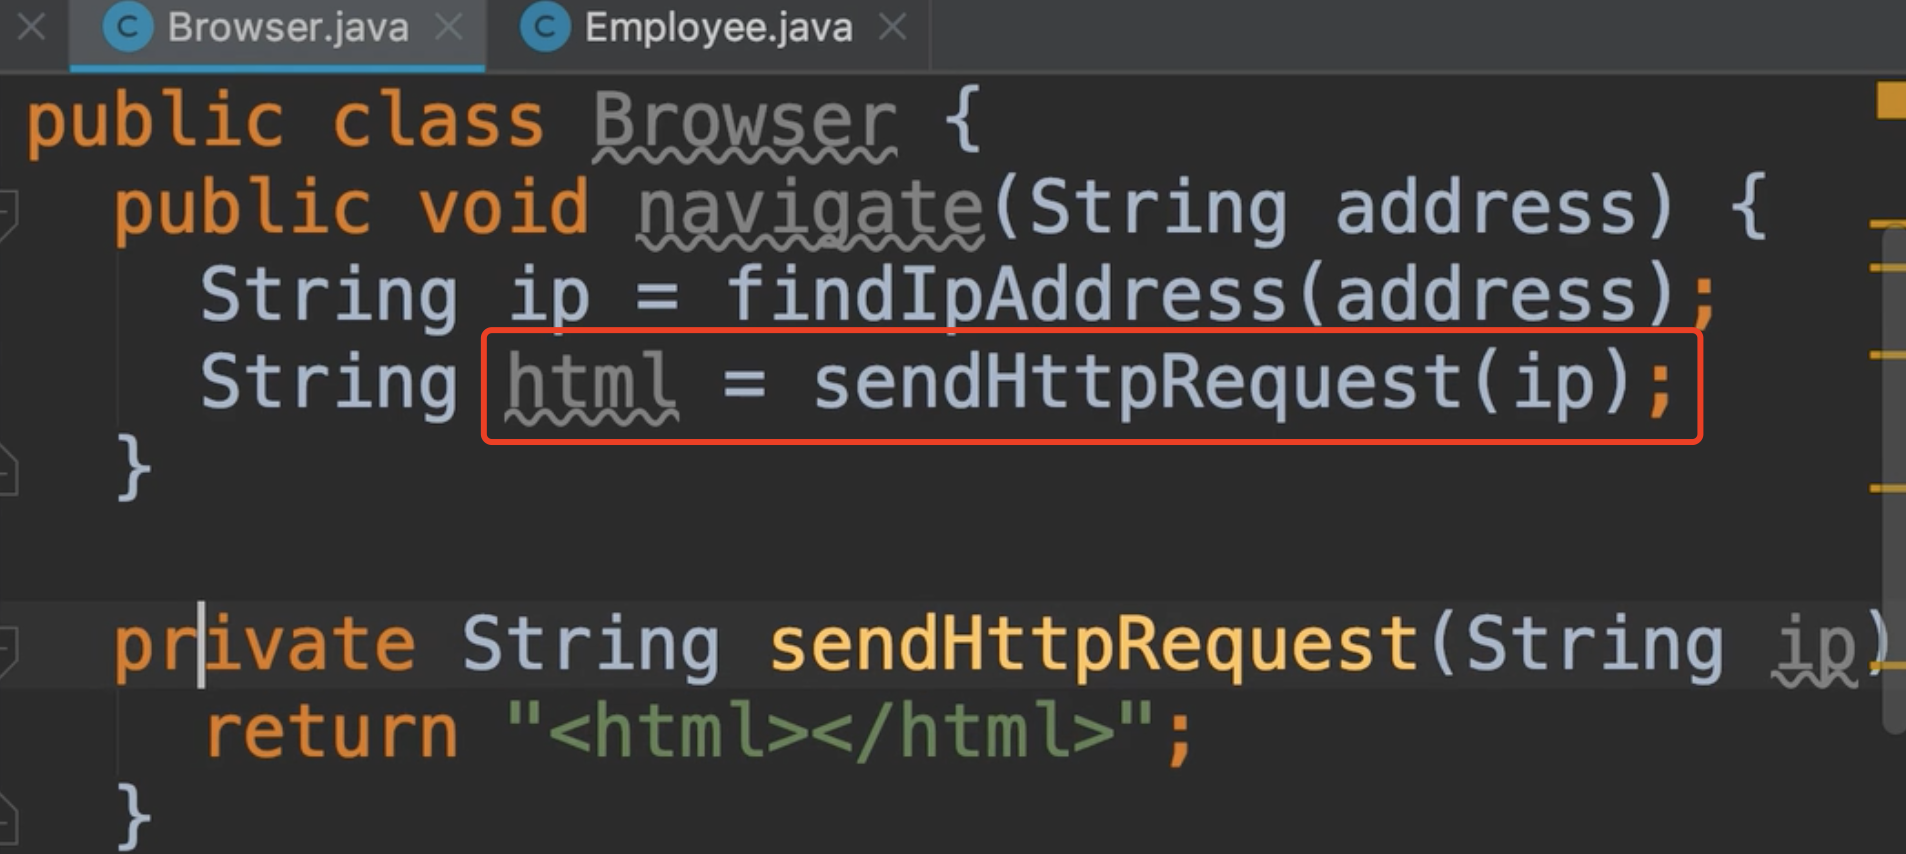 Browser.java Employee.java
public class Browser {
public void navigate(String address) {
String ip = findIpAddress(address);
String html = sendHttpRequest(ip);
}
private String sendHttpRequest(String ip)
return "<html></html>";
}